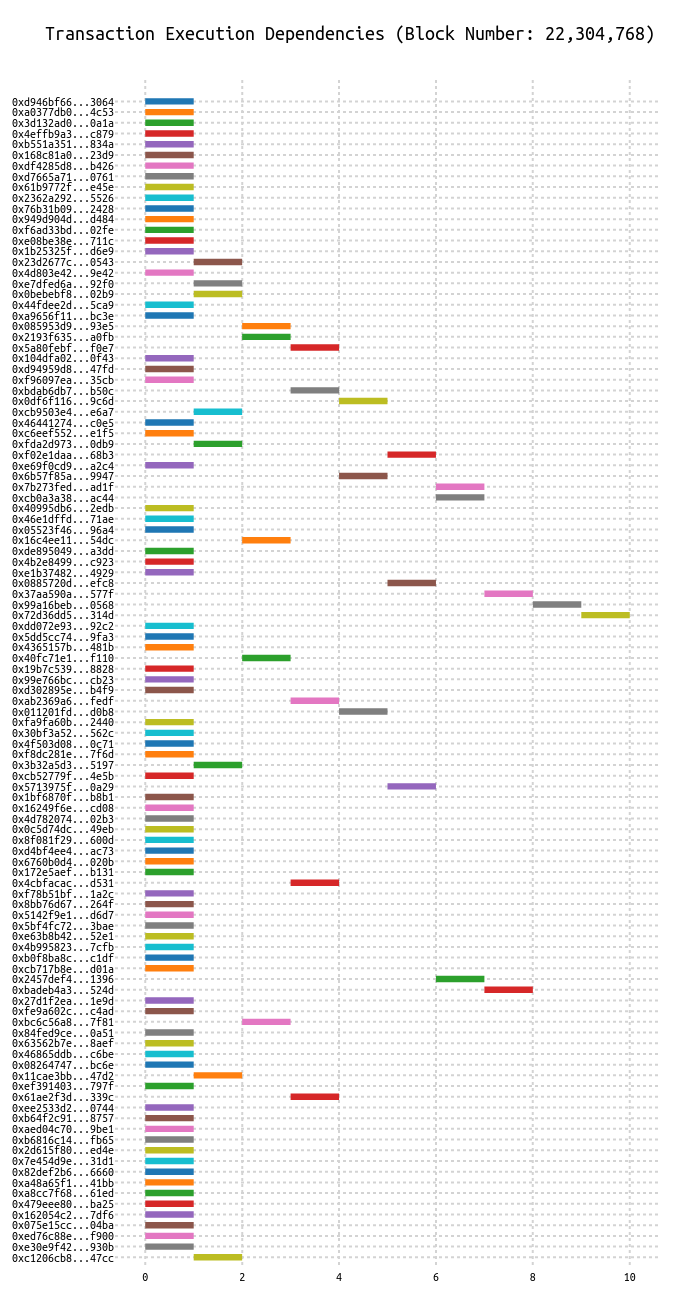 Transaction Execution Dependencies (Block Number: 22,304,768)
0xd946bf66...3064
0xa0377db0...4c53
0x3d132ad0...0a1a
0x4effb9a3...c879
0xb551a351...834a
0x168c81a0...23d9
0xdf4285d8...b426
0xd7665a71...0761
0x61b9772f...e45e
0x2362a292...5526
0x76b31b09...2428
0x949d904d...d484
0xf6ad33bd...02fe
0xe08be38e...711c
0x1b25325f...d6e9
0x23d2677c...0543
0x4d803e42...9e42
0xe7dfed6a...92f0
0x0bebebf8...02b9
0x44fdee2d...5ca9
0xa9656f11...bc3e
0x085953d9...93e5
0x2193f635...a0fb
0x5a80febf...f0e7
0x104dfa02...0f43
0xd94959d8...47fd
0xf96097ea...35cb
0xbdab6db7...b50c
0x0df6f116...9c6d
0xcb9503e4...e6a7
0x46441274...c0e5
0xc6eef552...e1f5
0xfda2d973...0db9
0xf02e1daa...68b3
0xe69f0cd9...a2c4
0x6b57f85a...9947
0x7b273fed...ad1f
0xcb0a3a38...ac44
0x40995db6...2edb
0x46e1dffd...71ae
0x05523f46...96a4
0x16c4ee11...54dc
0xde895049...a3dd
0x4b2e8499...c923
0xe1b37482...4929
0x0885720d...efc8
0x37aa590a...577f
0x99a16beb...0568
0x72d36dd5...314d
0xdd072e93...92c2
0x5dd5cc74...9fa3
0x4365157b...481b
0x40fc71e1...f110
0x19b7c539...8828
0x99e766bc...cb23
0xd302895e...b4f9
0xab2369a6...fedf
0x011201fd...d0b8
0xfa9fa60b...2440
0x30bf3a52...562c
0x4f503d08...0c71
0xf8dc281e...7f6d
0x3b32a5d3...5197
0xcb52779f...4e5b
0x5713975f...0a29
0x1bf6870f...b8b1
0x16249f6e...cd08
0x4d782074...02b3
0x0c5d74dc...49eb
0x8f081f29...600d
0xd4bf4ee4...ac73
0x6760b0d4...020b
0x172e5aef...b131
0x4cbfacac...d531
0xf78b51bf...1a2c
0x8bb76d67...264f
0x5142f9e1...d6d7
0x5bf4fc72...3bae
0xe63b8b42...52e1
0x4b995823...7cfb
0xb0f8ba8c...c1df
0xcb717b8e...d01a
0x2457def4...1396
0xbadeb4a3...524d
0x27d1f2ea...1e9d
0xfe9a602c...c4ad
0xbc6c56a8...7f81
0x84fed9ce...0a51
0x63562b7e...8aef
0x46865ddb...c6be
0x08264747...bc6e
0x11cae3bb...47d2
0xef391403...797f
0x61ae2f3d...339c
0xee2533d2...0744
0xb64f2c91...8757
0xaed04c70...9be1
0xb6816c14...fb65
0x2d615f80...ed4e
0x7e454d9e...31d1
0x82def2b6...6660
0xa48a65f1...41bb
0xa8cc7f68...61ed
0x479eee80...ba25
0x162054c2...7df6
0x075e15cc...04ba
0xed76c88e...f900
0xe30e9f42...930b
0xc1206cb8...47cc
0 2 4 6 8 10